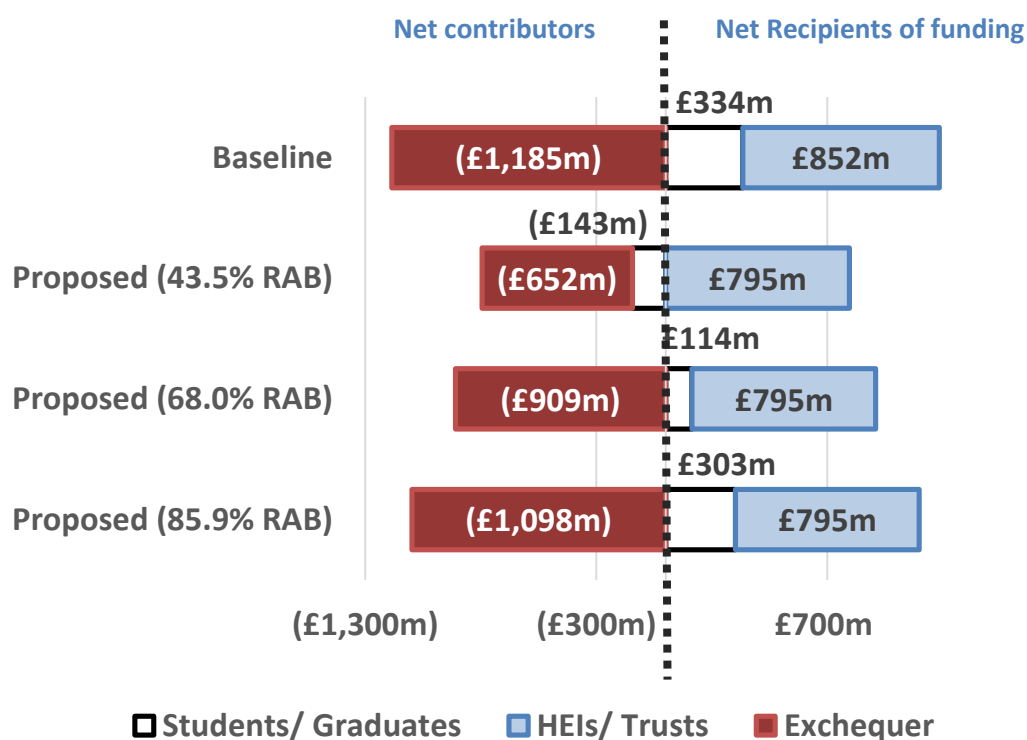 Net contributors Net Recipients of funding
£334m
Baseline (£1,185m) £852m
(£143m)
Proposed (43.5% RAB) (£652m) £795m
£114m
Proposed (68.0% RAB) (£909m) £795m
£303m
Proposed (85.9% RAB) (£1,098m) £795m
(£1,300m) (£300m) £700m
Students/ Graduates HEIs/ Trusts Exchequer